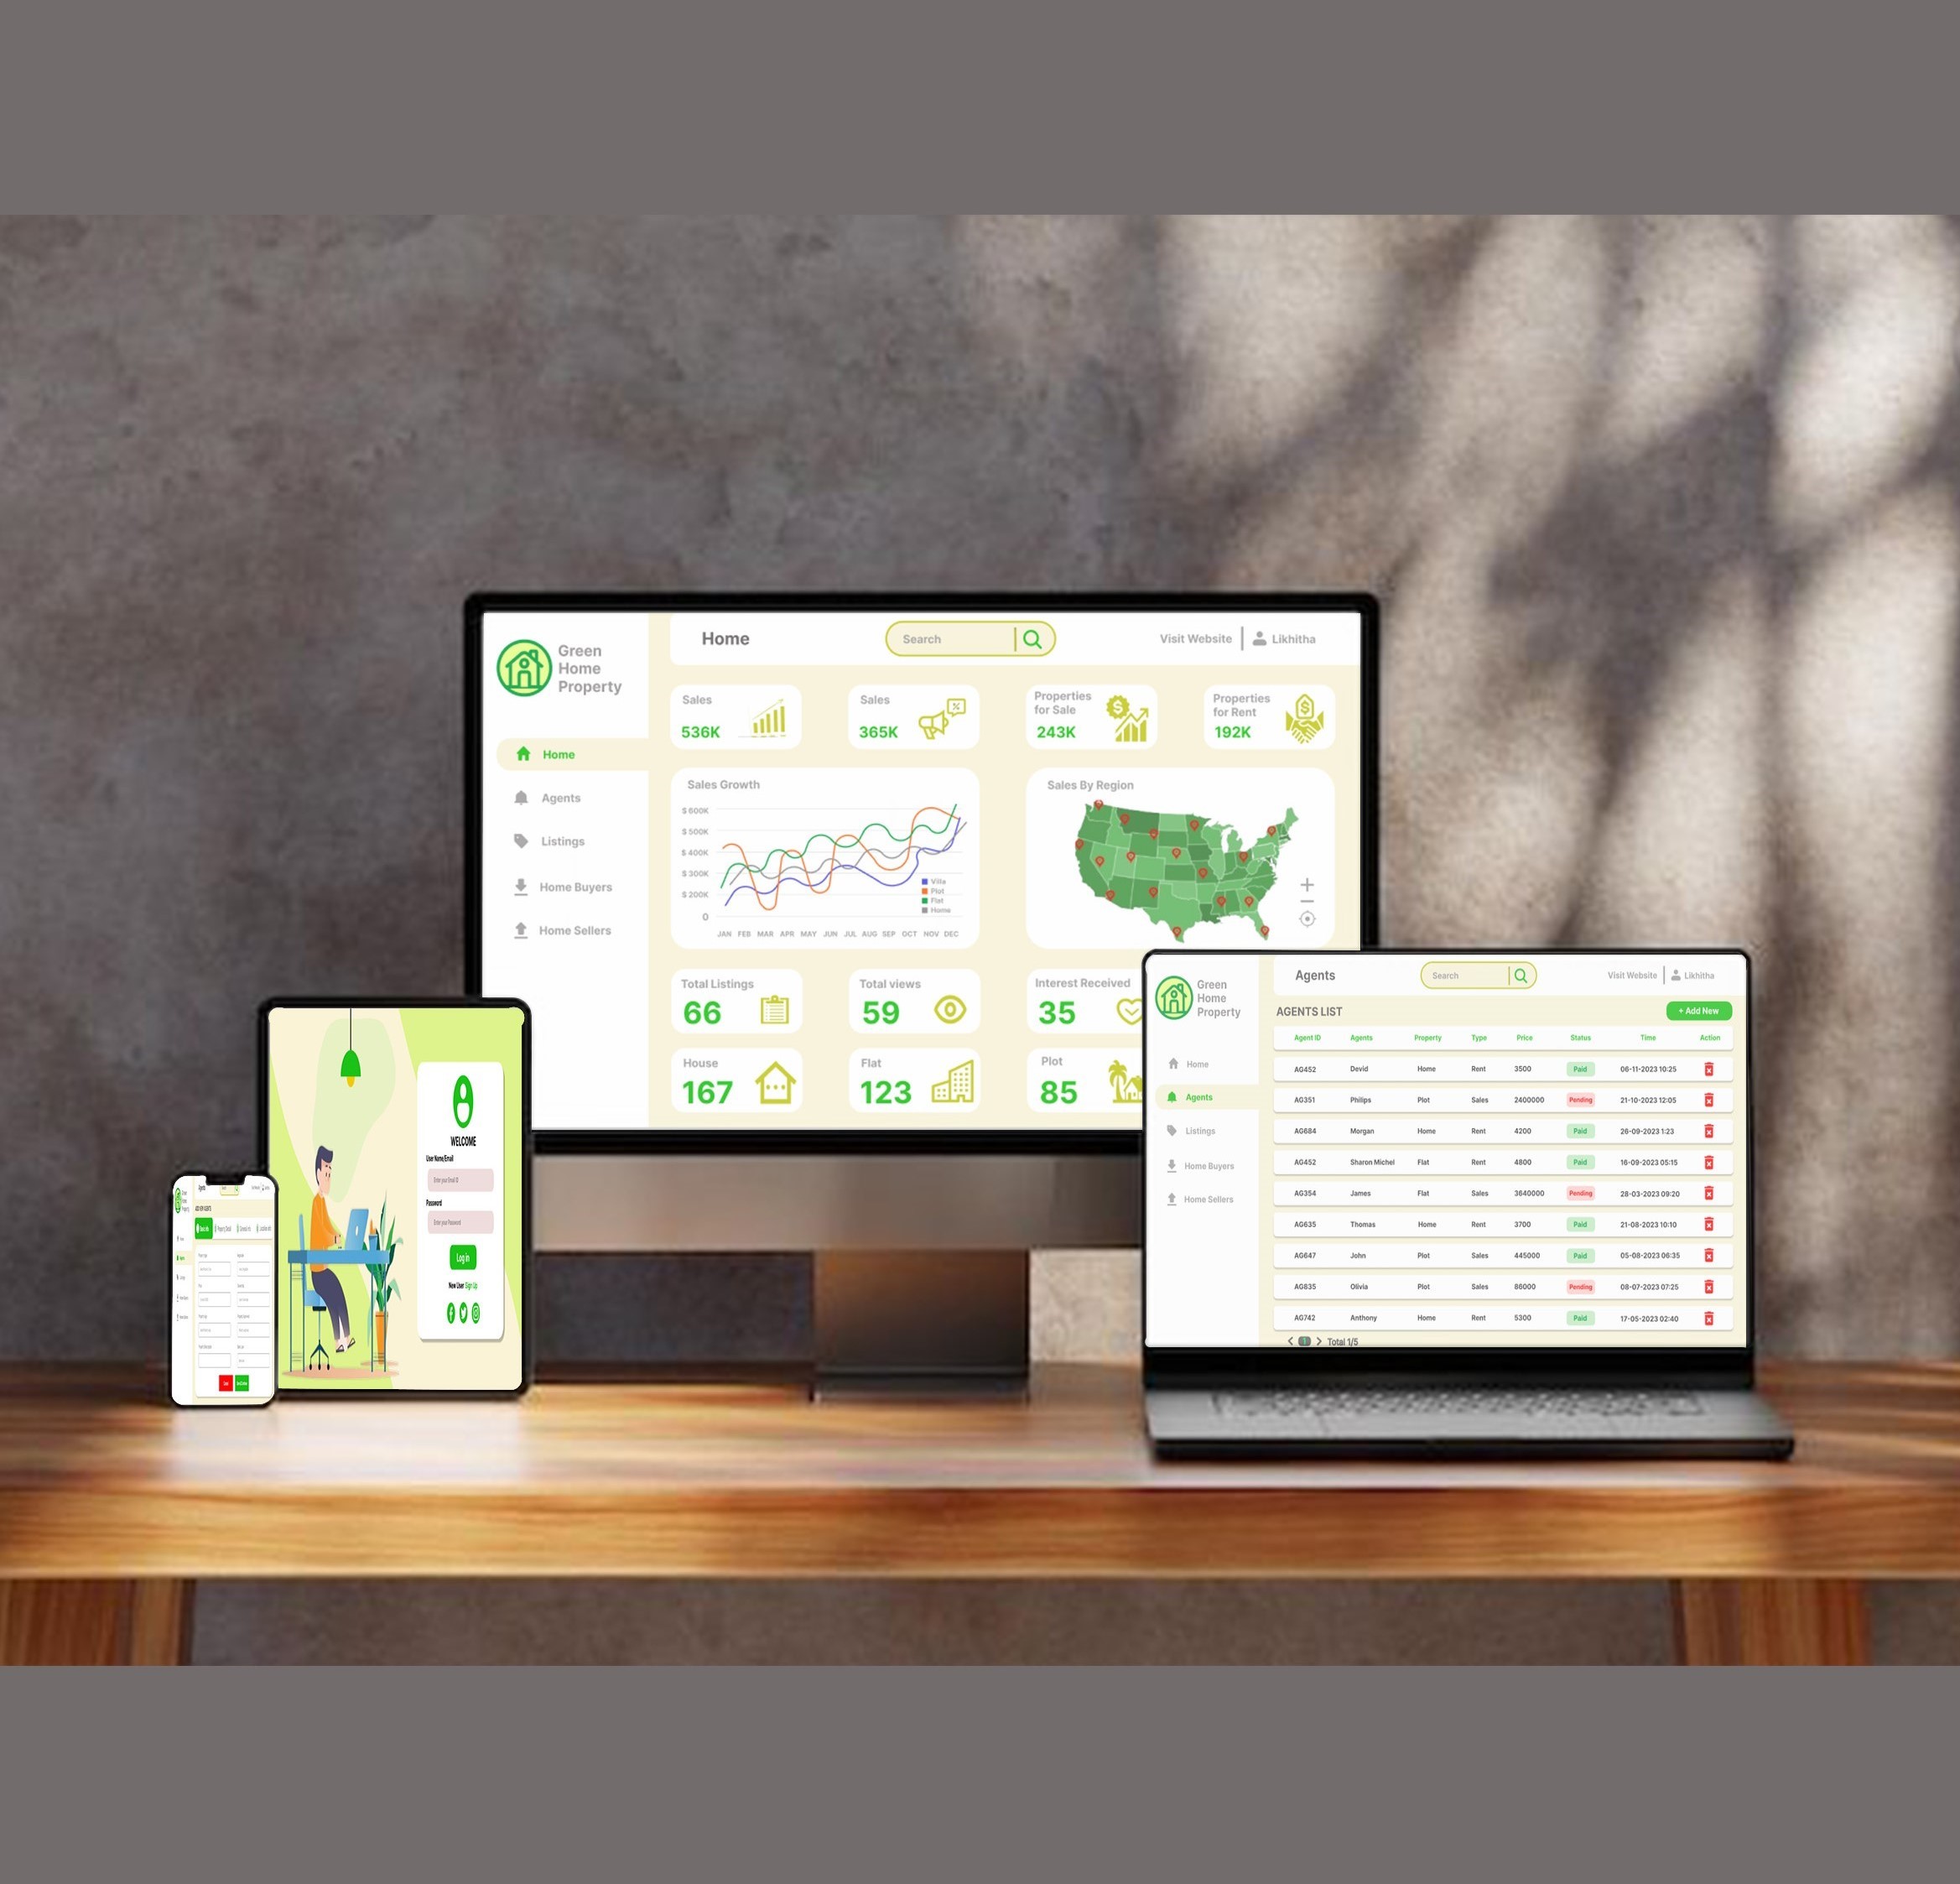 Green
Home
Property
Home
Search
Visit Website
Likhitha
Home
Agents
Listings
Home Buyers
Home Sellers
Sales
536K
Sales
365K
Properties
for Sale
243K
Properties
for Rent
192K
Sales Growth
$ 600K
$ 500K
$ 400K
$ 300K
$ 200K
0
JAN FEB MAR APR MAY JUN JUL AUG SEP OCT NOV DEC
Villa
Plot
Flat
Home
Sales By Region
Total Listings
66
Total views
59
Interest Received
35
House
167
Flat
123
Plot
85
Green
Home
Property
Agents
Search
Visit Website
Likhitha
Home
Agents
Listings
Home Buyers
Home Sellers
AGENTS LIST
+ Add New
Agent ID Agents Property Type Price Status Time Action
AG452 Devid Home Rent 3500 Paid 06-11-2023 10:25
AG351 Philips Plot Sales 2400000 Pending 21-10-2023 12:05
AG684 Morgan Home Rent 4200 Paid 26-09-2023 1:23
AG452 Sharon Michel Flat Rent 4800 Paid 16-09-2023 05:15
AG354 James Flat Sales 3640000 Pending 28-03-2023 09:20
AG635 Thomas Home Rent 3700 Paid 21-08-2023 10:10
AG647 John Plot Sales 445000 Paid 05-08-2023 06:35
AG835 Olivia Plot Sales 86000 Pending 08-07-2023 07:25
AG742 Anthony Home Rent 5300 Paid 17-05-2023 02:40
1 Total 1/5
WELCOME
User Name/Email
Enter your Email ID
Password
Enter your Password
Log in
New User Sign Up
Agents